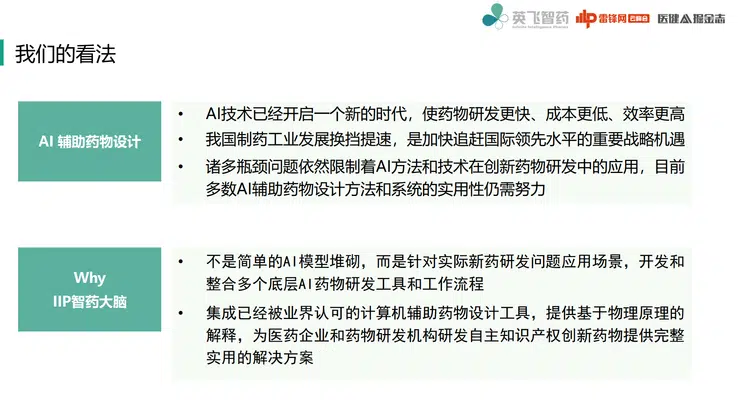 英飞智药
雷锋网
医健AI掘金志
我们的看法
AI 辅助药物设计
• AI技术已经开启一个新的时代，使药物研发更快、成本更低、效率更高
• 我国制药工业发展换挡提速，是加快追赶国际领先水平的重要战略机遇
• 诸多瓶颈问题依然限制着AI方法和技术在创新药物研发中的应用，目前
多数AI辅助药物设计方法和系统的实用性仍需努力
Why
IIP智药大脑
• 不是简单的AI模型堆砌，而是针对实际新药研发问题应用场景，开发和
整合多个底层AI药物研发工具和工作流程
• 集成已经被业界认可的计算机辅助药物设计工具，提供基于物理原理的
解释，为医药企业和药物研发机构研发自主知识产权创新药物提供完整
实用的解决方案